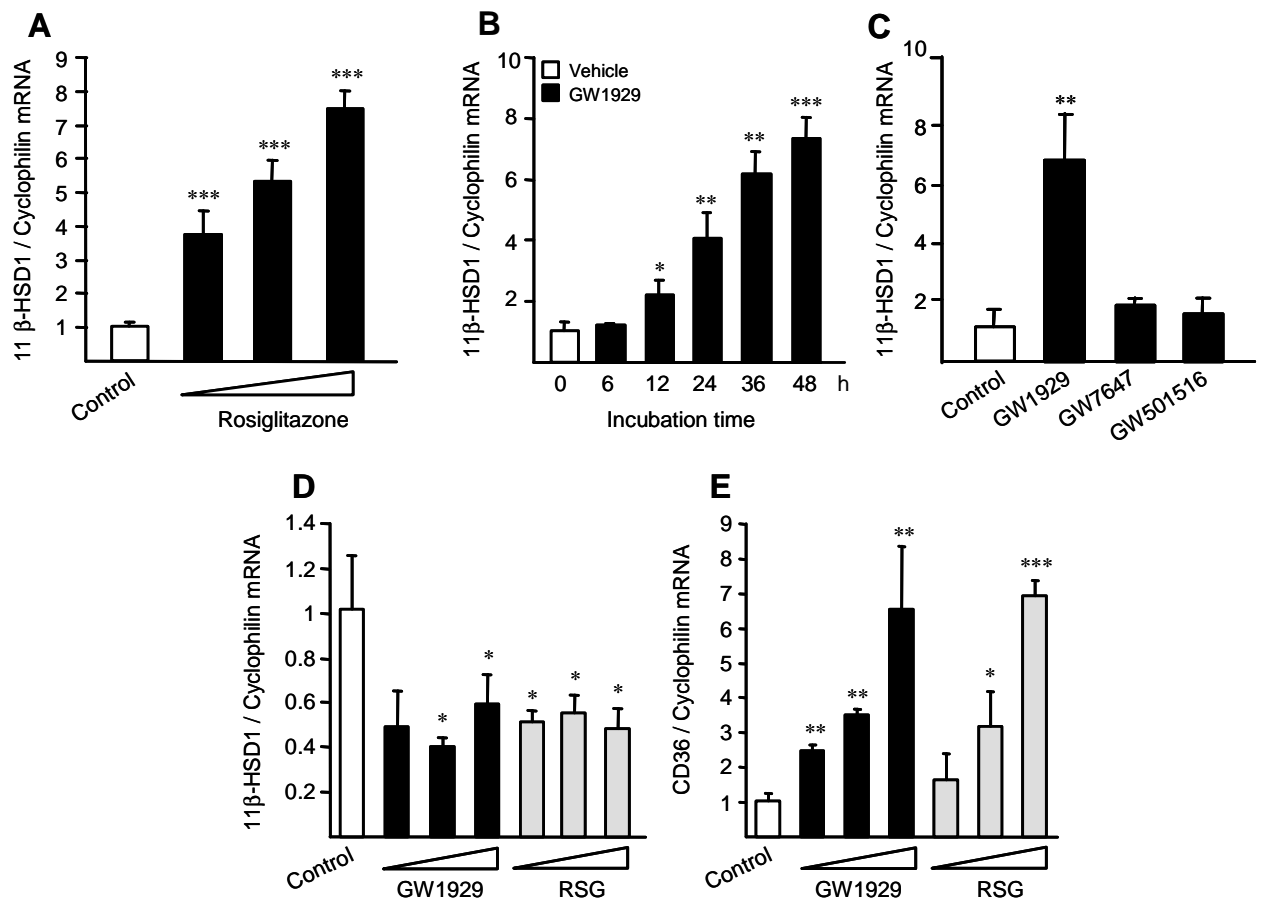 A
11 β-HSD1 / Cyclophilin mRNA
9
8
7
6
5
4
3
2
1
***
***
***
Control
Rosiglitazone
B
11β-HSD1 / Cyclophilin mRNA
10
8
6
4
2
Vehicle
GW1929
*
**
**
***
0 6 12 24 36 48 h
Incubation time
C
11β-HSD1 / Cyclophilin mRNA
10
8
6
4
2
**
Control
GW1929
GW7647
GW501516
D
11β-HSD1 / Cyclophilin mRNA
1.4
1.2
1
0.8
0.6
0.4
0.2
*
*
*
*
*
Control
GW1929
RSG
E
CD36 / Cyclophilin mRNA
9
8
7
6
5
4
3
2
1
**
**
**
*
***
Control
GW1929
RSG